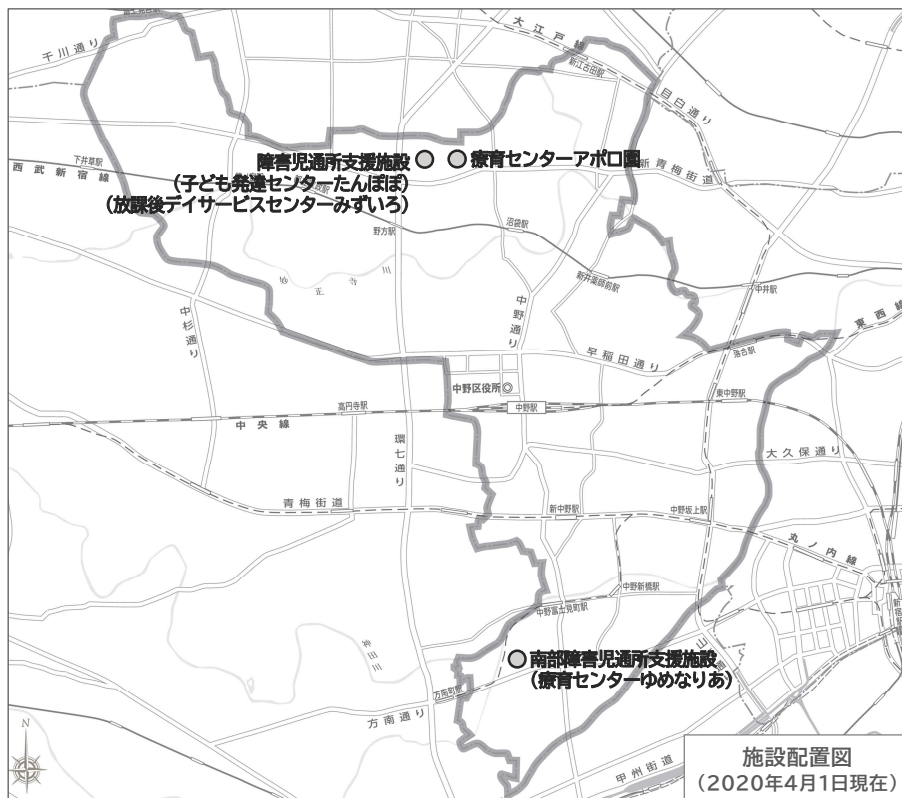 千川通り
大江戸線
新江古田駅
目白通り
下井草駅
西武新宿線
障害児通所支援施設
(子ども発達センターたんぽぽ)
(放課後デイサービスセンターみずいろ)
療育センターアポロ園
新青梅街道
野方駅
沼袋駅
妙正寺川
新井薬師前駅
中井駅
中杉通り
中野通り
東西線
早稲田通り
落合駅
中野区役所
高円寺駅
中野駅
東中野駅
中央線
環七通り
大久保通り
青梅街道
新中野駅
中野坂上駅
丸ノ内線
中野新橋駅
中野富士見町駅
新宿駅
南部障害児通所支援施設
(療育センターゆめなりあ)
方南町駅
方南通り
N
甲州街道
施設配置図
(2020年4月1日現在)